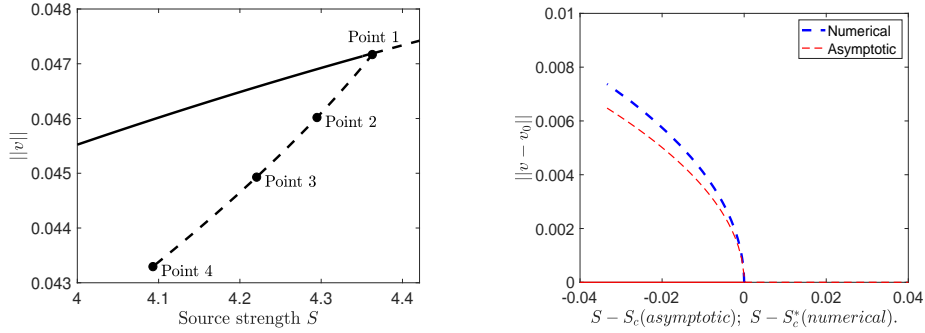 0.048
0.047
0.046
0.045
0.044
0.043
||v||
Point 1
Point 2
Point 3
Point 4
4
4.1
4.2
4.3
4.4
Source strength S
0.01
0.008
0.006
0.004
0.002
0
||v − v₀||
Numerical
Asymptotic
-0.04
-0.02
0
0.02
0.04
S − S_c(asymptotic); S − S_c^*(numerical).